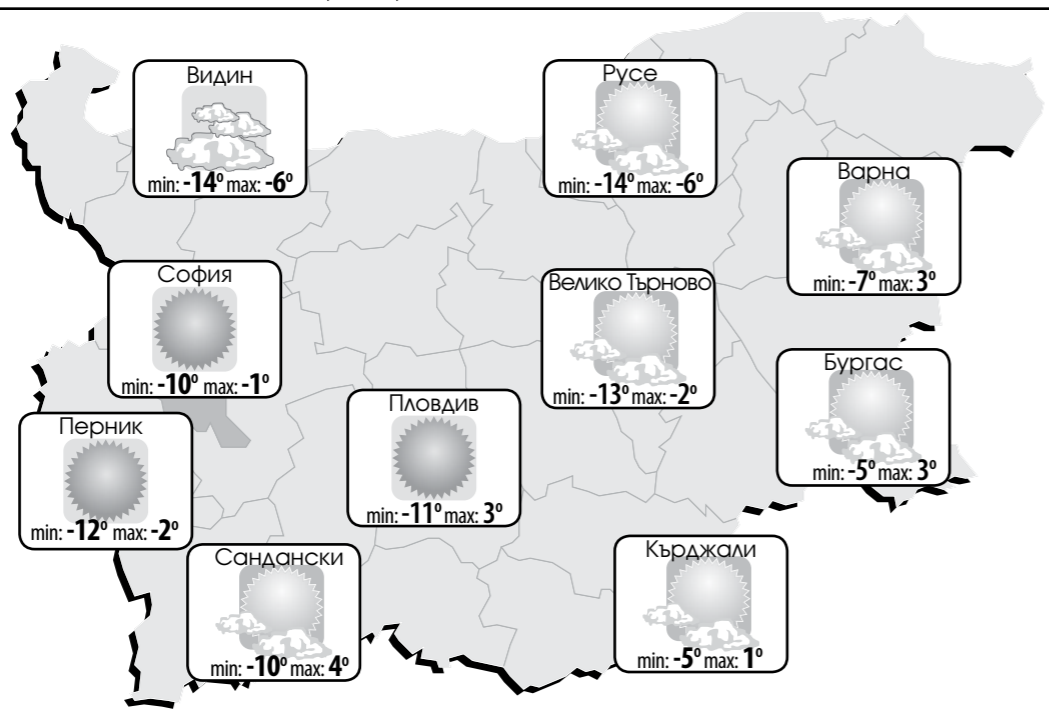 Видин
min: -14° max: -6°
Русе
min: -14° max: -6°
Варна
min: -7° max: 3°
София
min: -10° max: -1°
Велико Търново
min: -13° max: -2°
Бургас
min: -5° max: 3°
Пловдив
min: -11° max: 3°
Перник
min: -12° max: -2°
Сандански
min: -10° max: 4°
Кърджали
min: -5° max: 1°